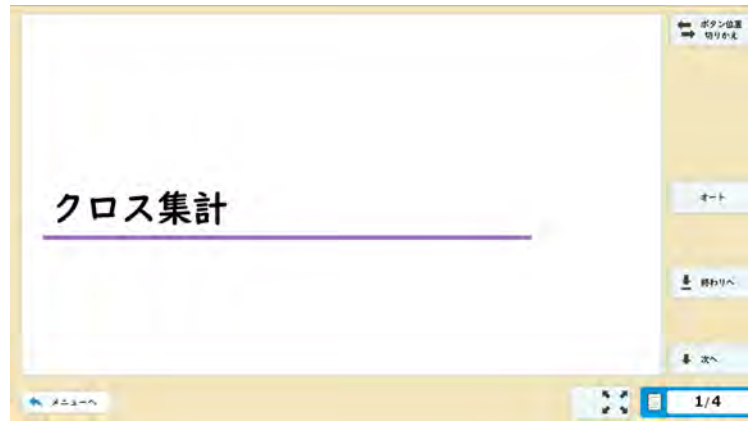 ボタン位置
切りかえ
クロス集計
オート
終わりへ
次へ
メニューへ
1/4